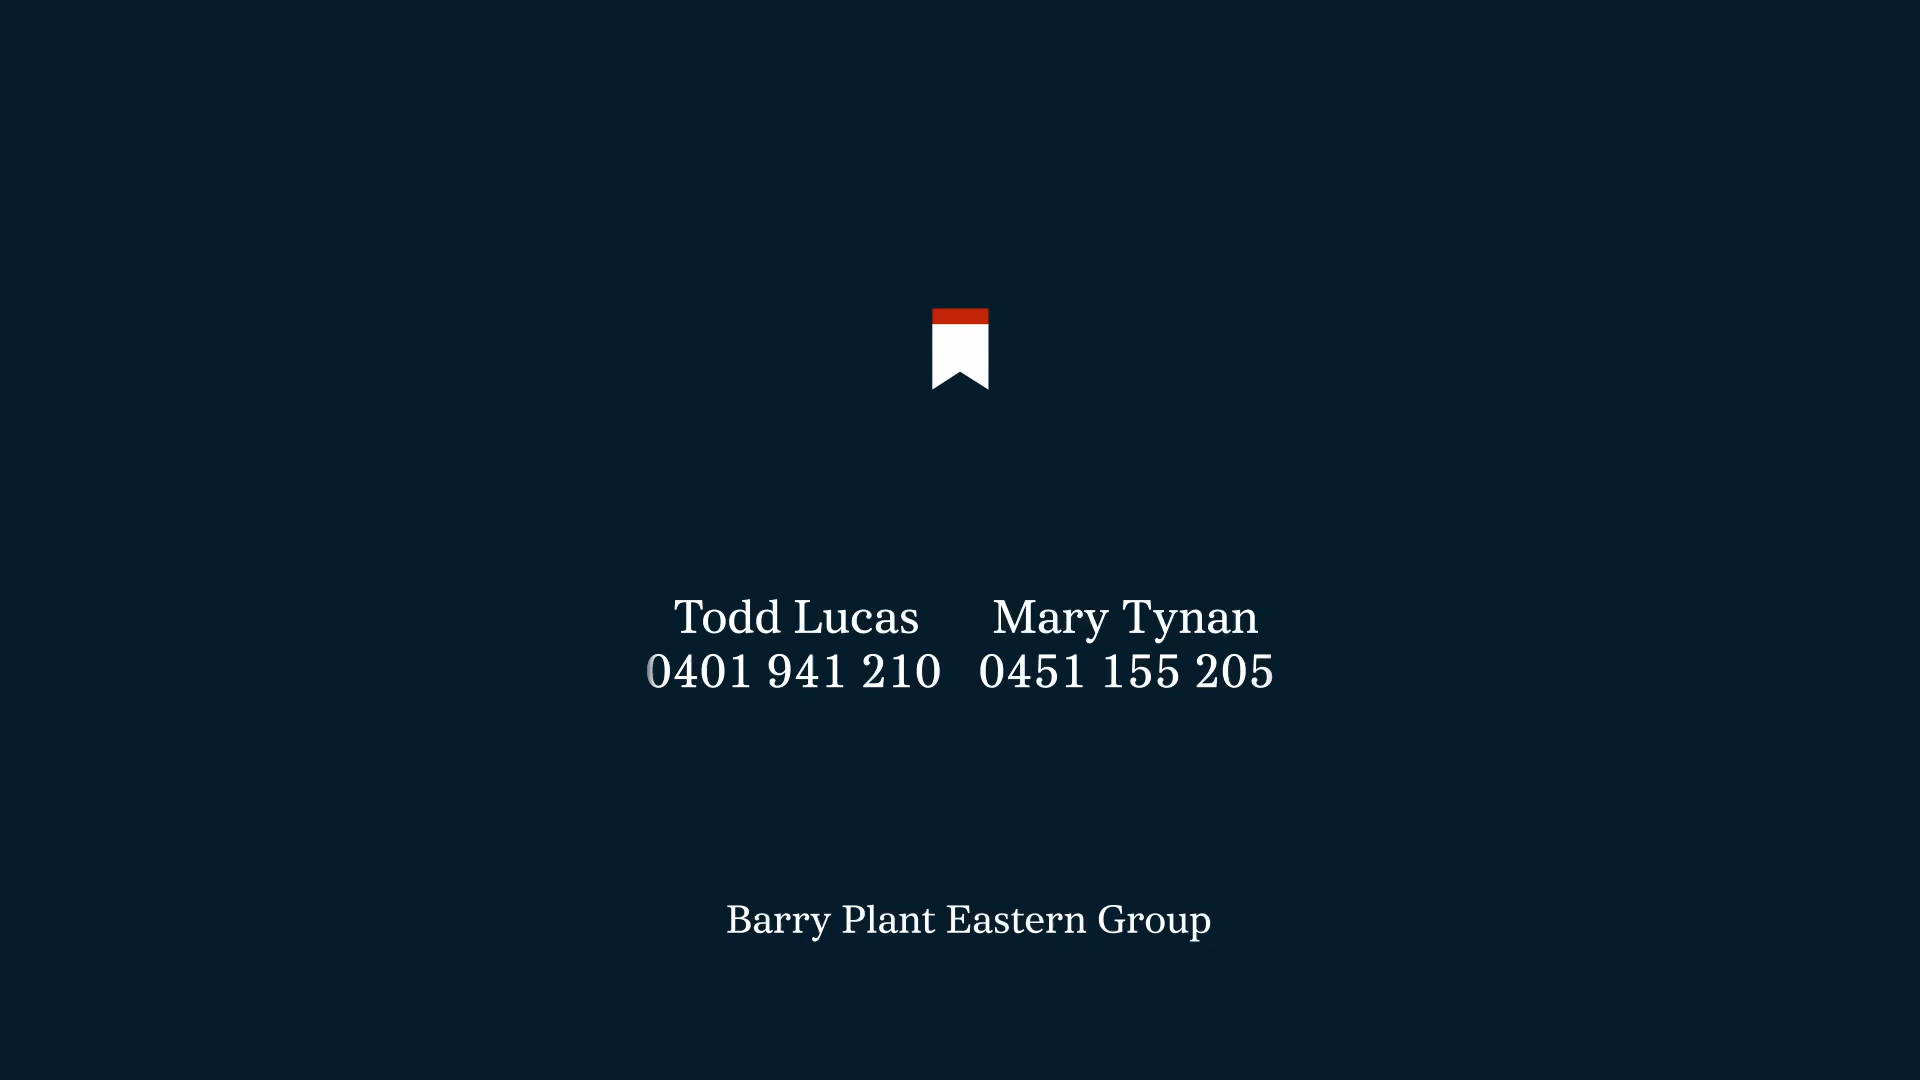 Todd Lucas Mary Tynan
0401 941 210 0451 155 205
Barry Plant Eastern Group